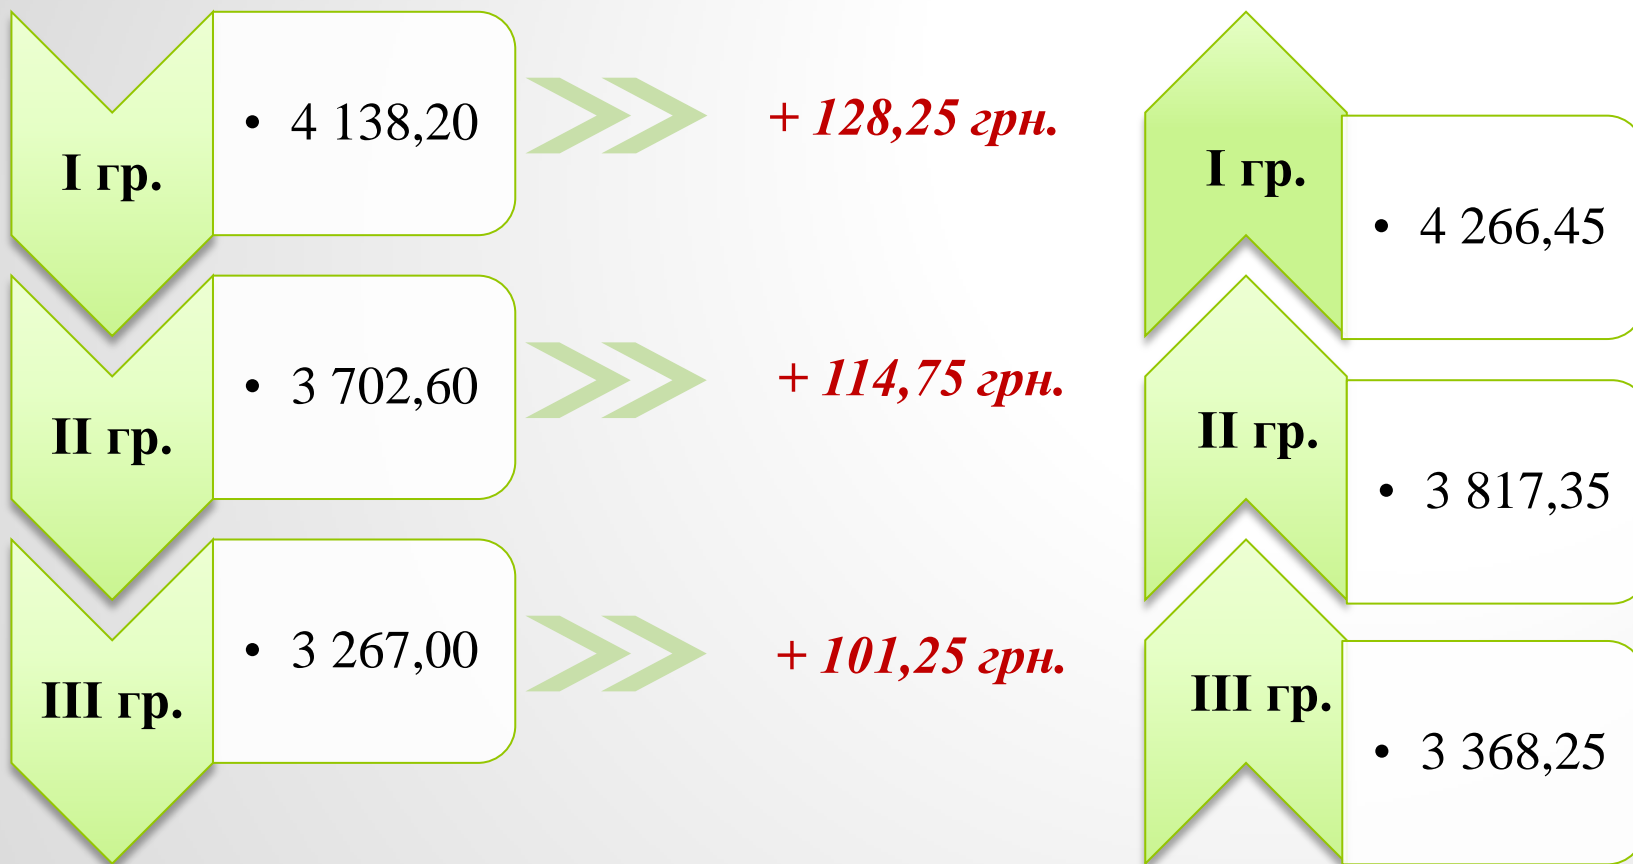 I гр.
• 4 138,20
+ 128,25 грн.
I гр.
• 4 266,45
II гр.
• 3 702,60
+ 114,75 грн.
II гр.
• 3 817,35
III гр.
• 3 267,00
+ 101,25 грн.
III гр.
• 3 368,25